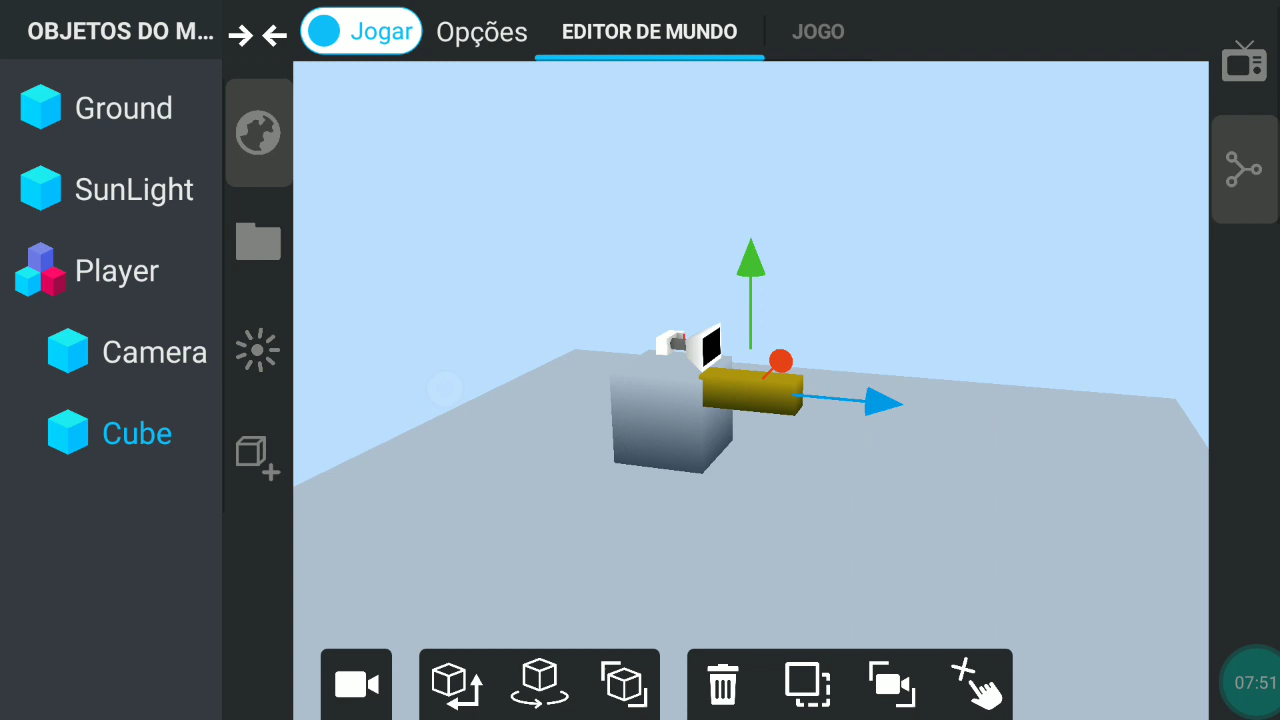 OBJETOS DO M...
Jogar
Opções
EDITOR DE MUNDO
JOGO
Ground
SunLight
Player
Camera
Cube
07:51